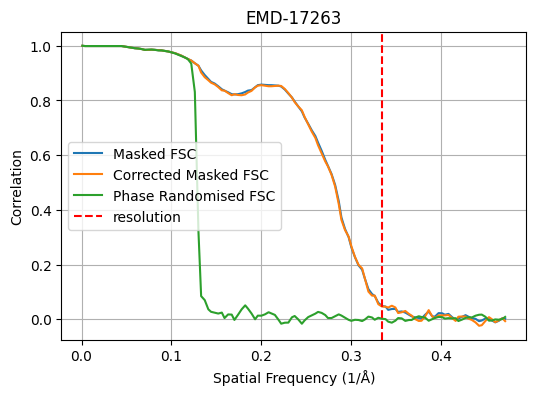 EMD-17263
1.0
0.8
0.6
0.4
0.2
0.0
Correlation
Masked FSC
Corrected Masked FSC
Phase Randomised FSC
resolution
0.0 0.1 0.2 0.3 0.4
Spatial Frequency (1/Å)